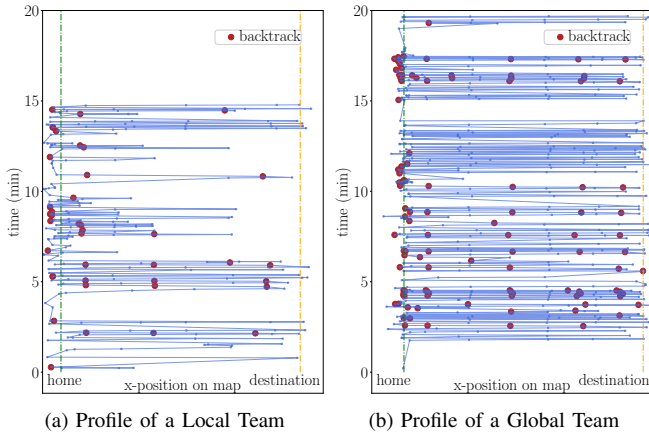 20
15
10
5
0
time (min)
backtrack
home
x-position on map
destination
(a) Profile of a Local Team
20
15
10
5
0
time (min)
backtrack
home
x-position on map
destination
(b) Profile of a Global Team